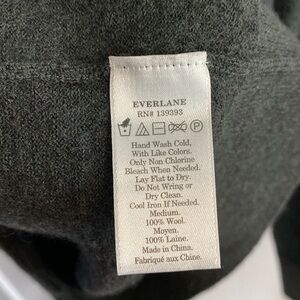 EVERLANE
RN# 139393
Hand Wash Cold,
With Like Colors.
Only Non Chlorine
Bleach When Needed.
Lay Flat to Dry.
Do Not Wring or
Dry Clean.
Cool Iron If Needed.
Medium.
100% Wool.
Moyen.
100% Laine.
Made in China.
Fabriqué aux Chine.